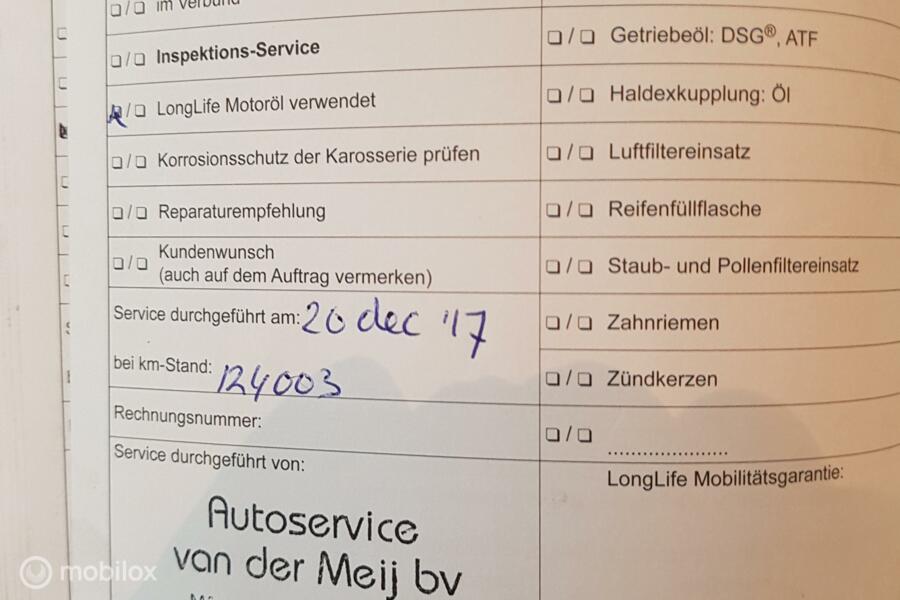 ☐/☐ im Verbund
☐/☐ Inspektions-Service
☒/☐ LongLife Motoröl verwendet
☐/☐ Korrosionsschutz der Karosserie prüfen
☐/☐ Reparaturempfehlung
☐/☐ Kundenwunsch
(auch auf dem Auftrag vermerken)
Service durchgeführt am: 20 dec '17
bei km-Stand: 124003
Rechnungsnummer:
Service durchgeführt von:
Autoservice
van der Meij bv
☐/☐ Getriebeöl: DSG®, ATF
☐/☐ Haldexkupplung: Öl
☐/☐ Luftfiltereinsatz
☐/☐ Reifenfüllflasche
☐/☐ Staub- und Pollenfiltereinsatz
☐/☐ Zahnriemen
☐/☐ Zündkerzen
☐/☐ .....................
LongLife Mobilitätsgarantie:
mobilox